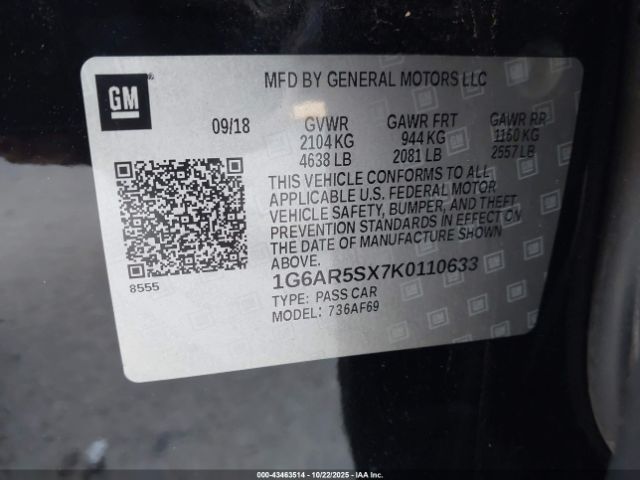 GM
MFD BY GENERAL MOTORS LLC
09/18 GVWR GAWR FRT GAWR RR
2104 KG 944 KG 1160 KG
4638 LB 2081 LB 2557 LB
THIS VEHICLE CONFORMS TO ALL
APPLICABLE U.S. FEDERAL MOTOR
VEHICLE SAFETY, BUMPER, AND THEFT
PREVENTION STANDARDS IN EFFECT ON
THE DATE OF MANUFACTURE SHOWN
ABOVE.
8555
1G6AR5SX7K0110633
TYPE: PASS CAR
MODEL: 736AF69
© 43463514 - 10/22/2025 - IAAI.COM